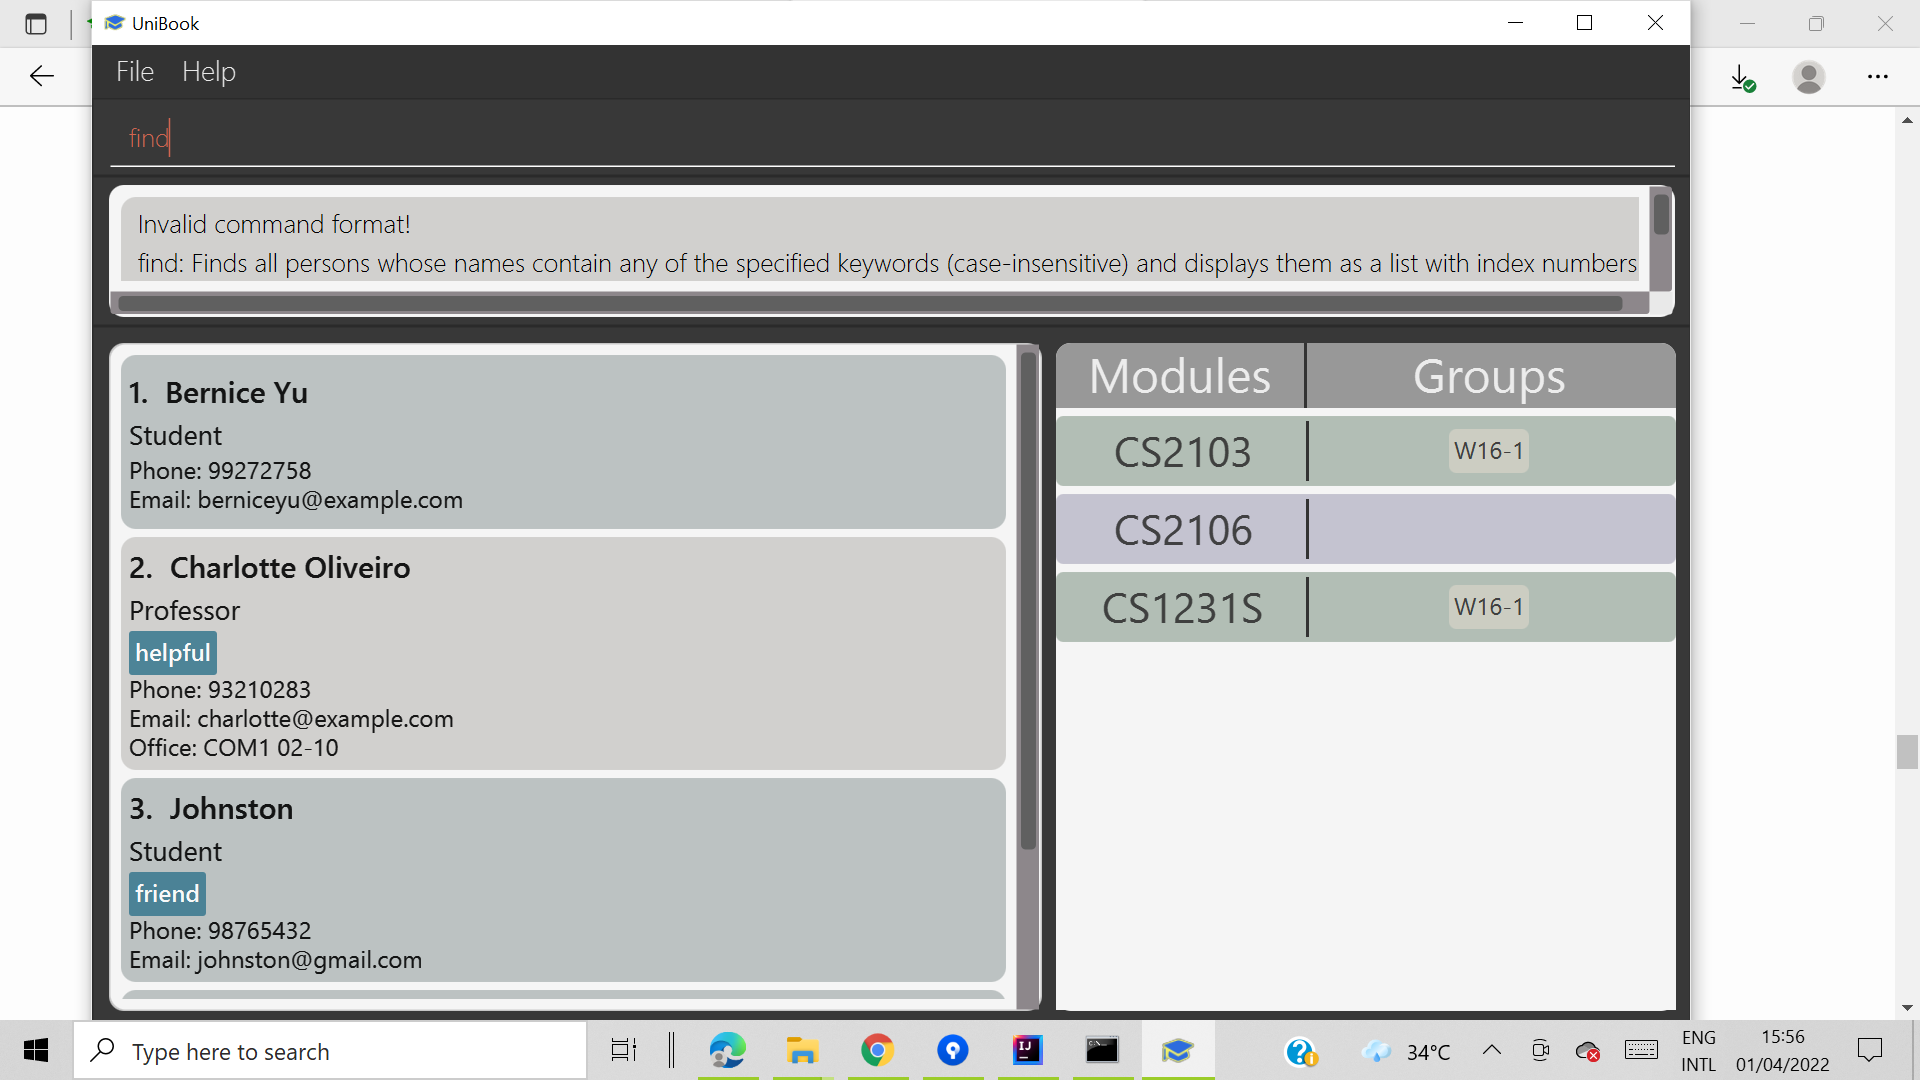 UniBook
File Help
find
Invalid command format!
find: Finds all persons whose names contain any of the specified keywords (case-insensitive) and displays them as a list with index numbers
1. Bernice Yu
Student
Phone: 99272758
Email: berniceyu@example.com
2. Charlotte Oliveiro
Professor
helpful
Phone: 93210283
Email: charlotte@example.com
Office: COM1 02-10
3. Johnston
Student
friend
Phone: 98765432
Email: johnston@gmail.com
Modules Groups
CS2103 W16-1
CS2106
CS1231S W16-1
Type here to search
34°C
ENG
INTL
15:56
01/04/2022